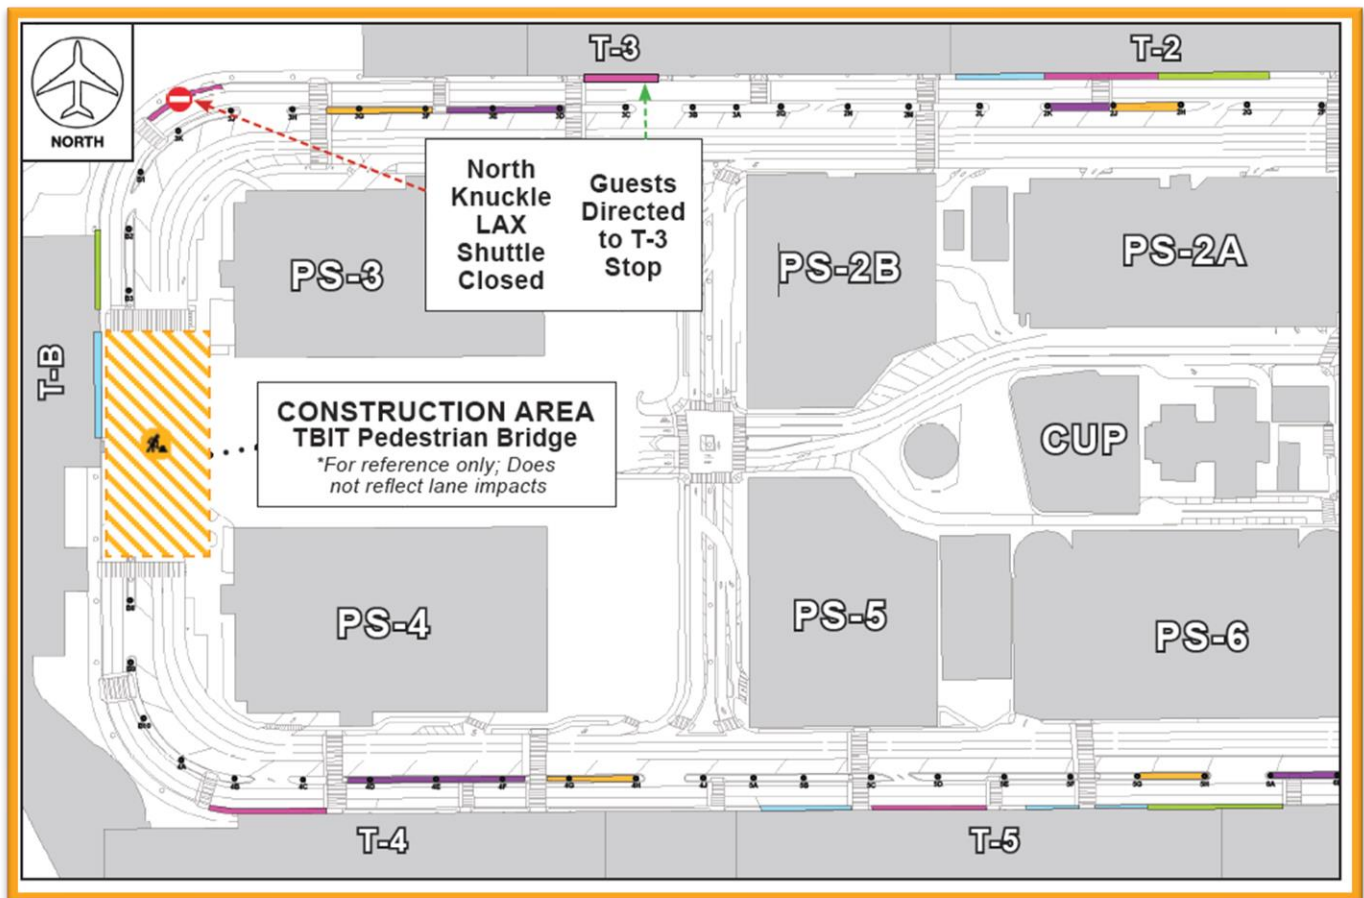 NORTH
T-3
T-2
North
Knuckle
LAX
Shuttle
Closed
Guests
Directed
to T-3
Stop
PS-3
PS-2B
PS-2A
T-B
CONSTRUCTION AREA
TBIT Pedestrian Bridge
*For reference only; Does
not reflect lane impacts
CUP
PS-4
PS-5
PS-6
T-4
T-5